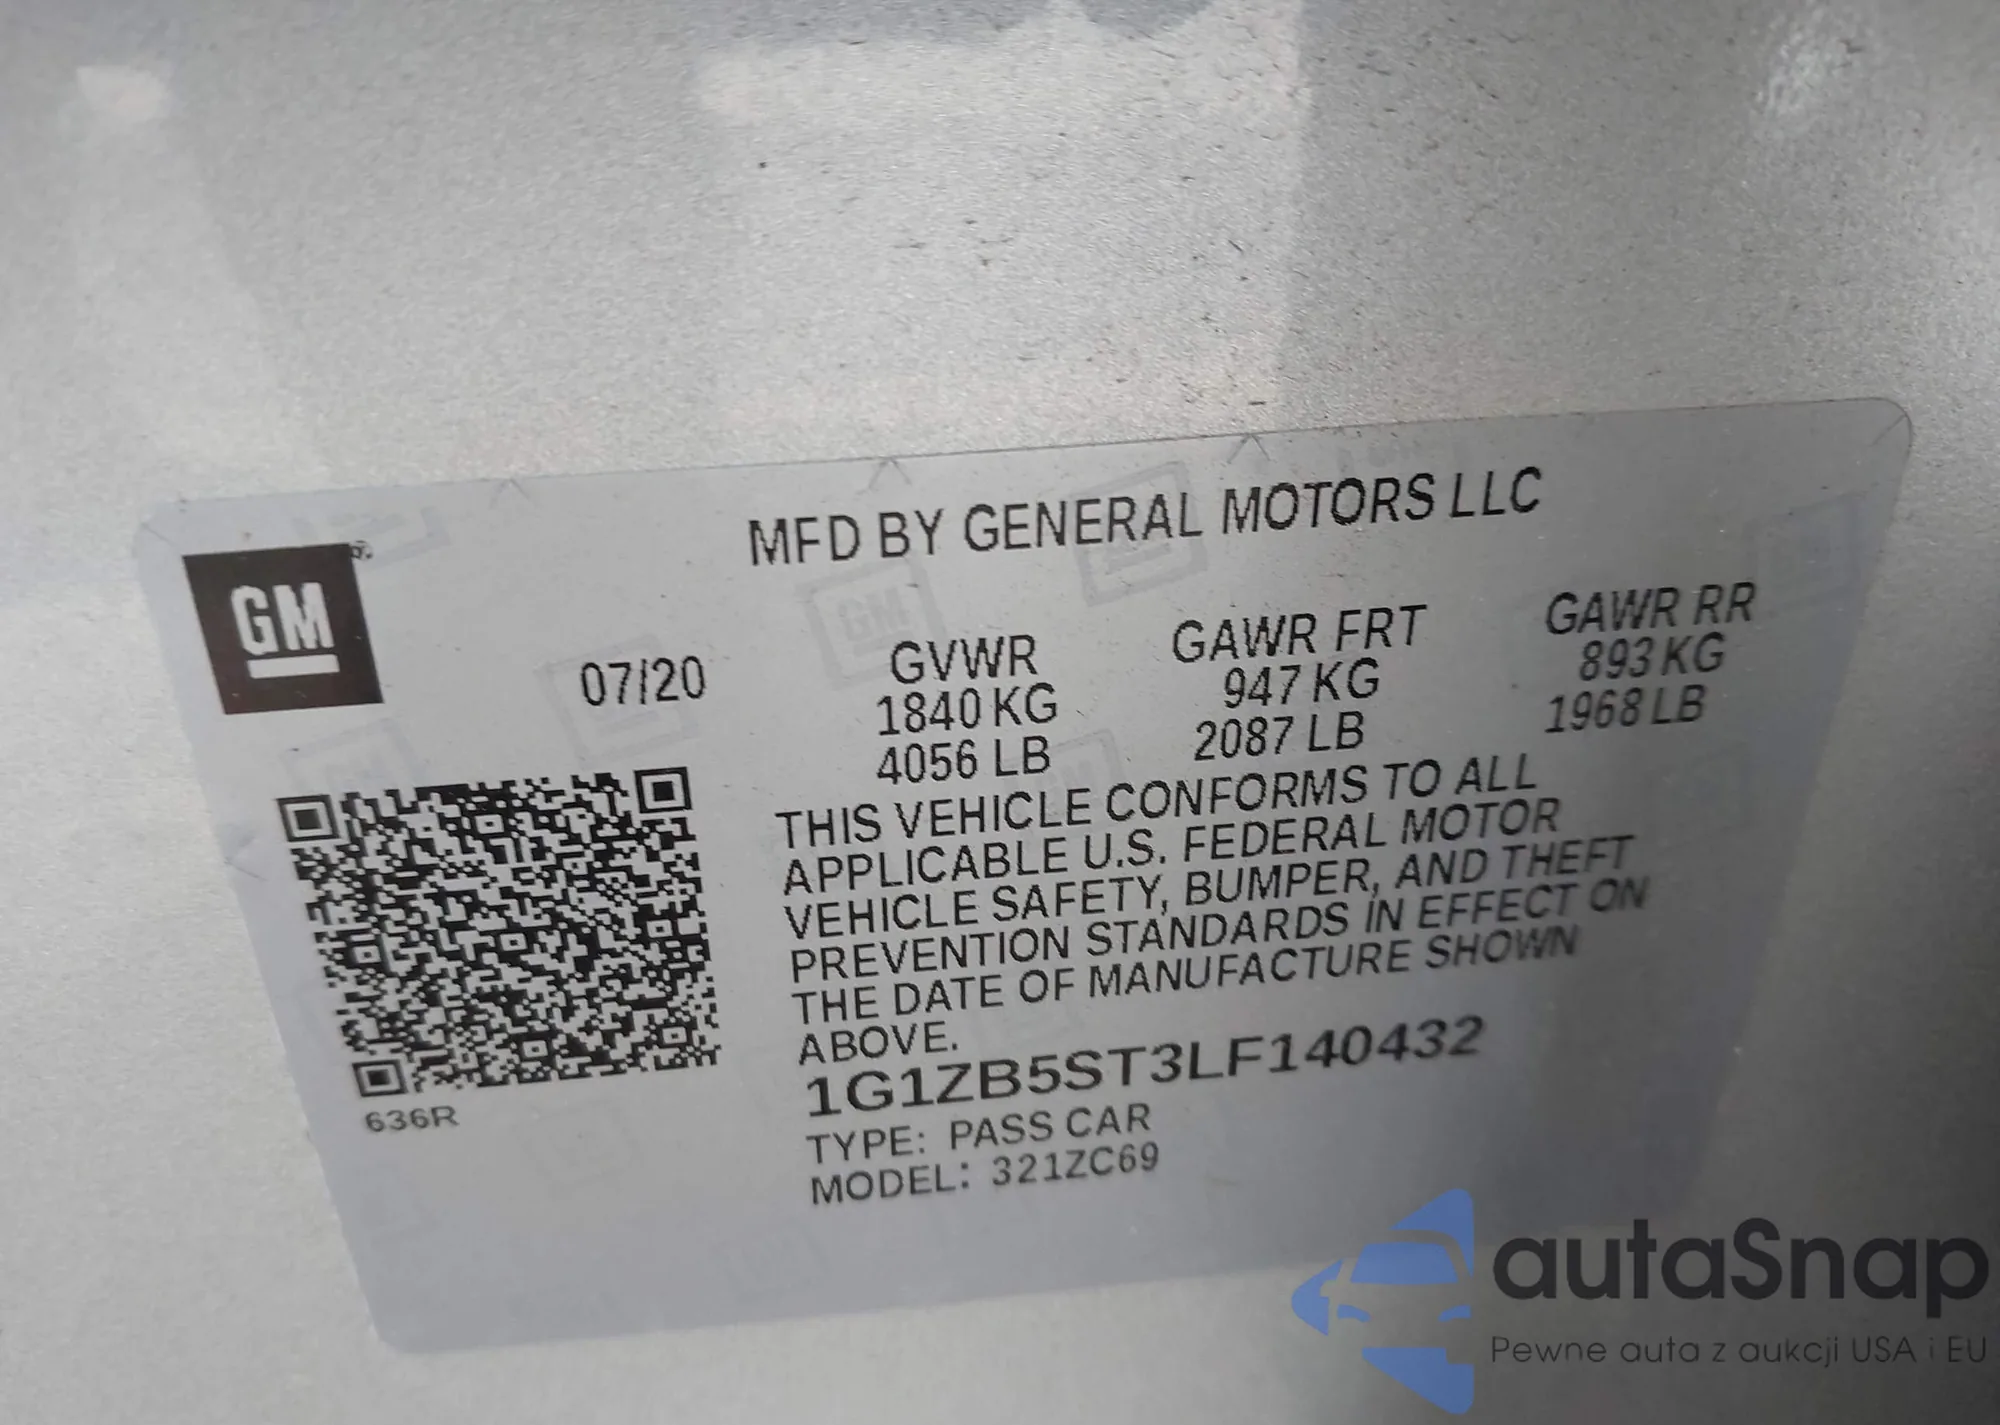 MFD BY GENERAL MOTORS LLC
GM
07/20
GVWR
1840 KG
4056 LB
GAWR FRT
947 KG
2087 LB
GAWR RR
893 KG
1968 LB
THIS VEHICLE CONFORMS TO ALL
APPLICABLE U.S. FEDERAL MOTOR
VEHICLE SAFETY, BUMPER, AND THEFT
PREVENTION STANDARDS IN EFFECT ON
THE DATE OF MANUFACTURE SHOWN
ABOVE.
1G1ZB5ST3LF140432
TYPE: PASS CAR
MODEL: 321ZC69
636R
autaSnap
Pewne auta z aukcji USA i EU